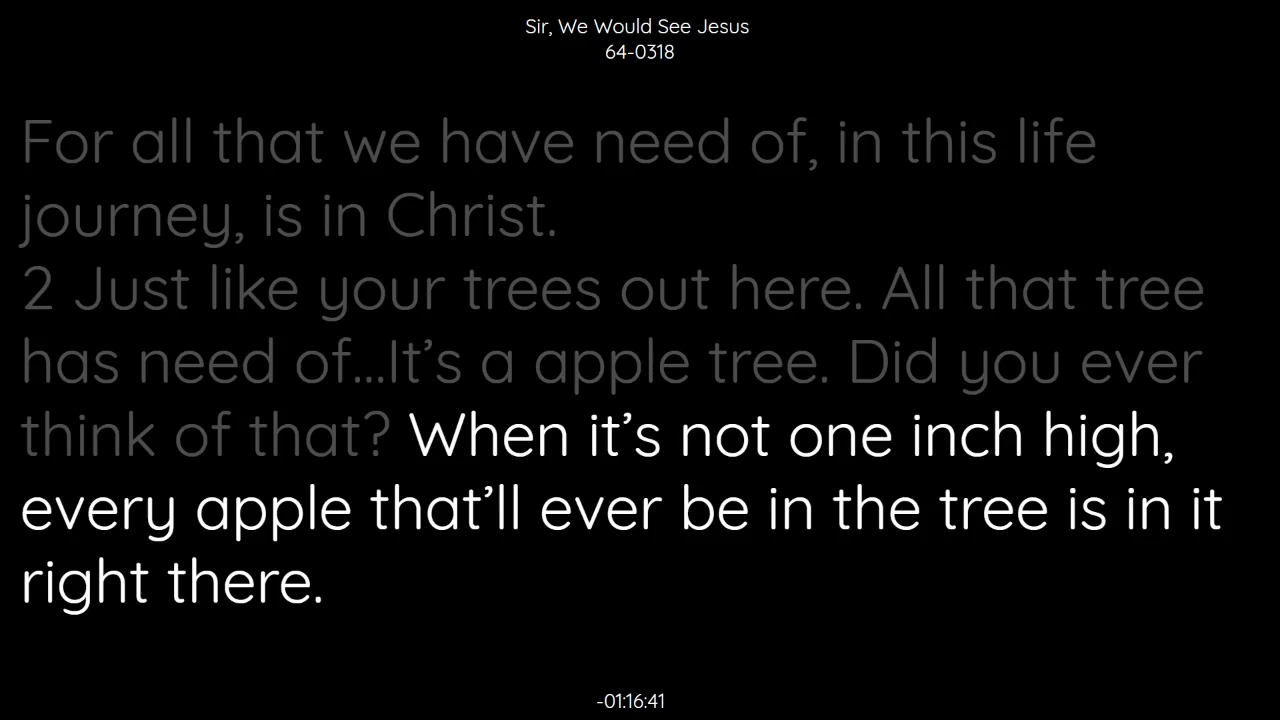 Sir, We Would See Jesus
64-0318
For all that we have need of, in this life
journey, is in Christ.
2 Just like your trees out here. All that tree
has need of...It’s a apple tree. Did you ever
think of that? When it’s not one inch high,
every apple that’ll ever be in the tree is in it
right there.
-01:16:41